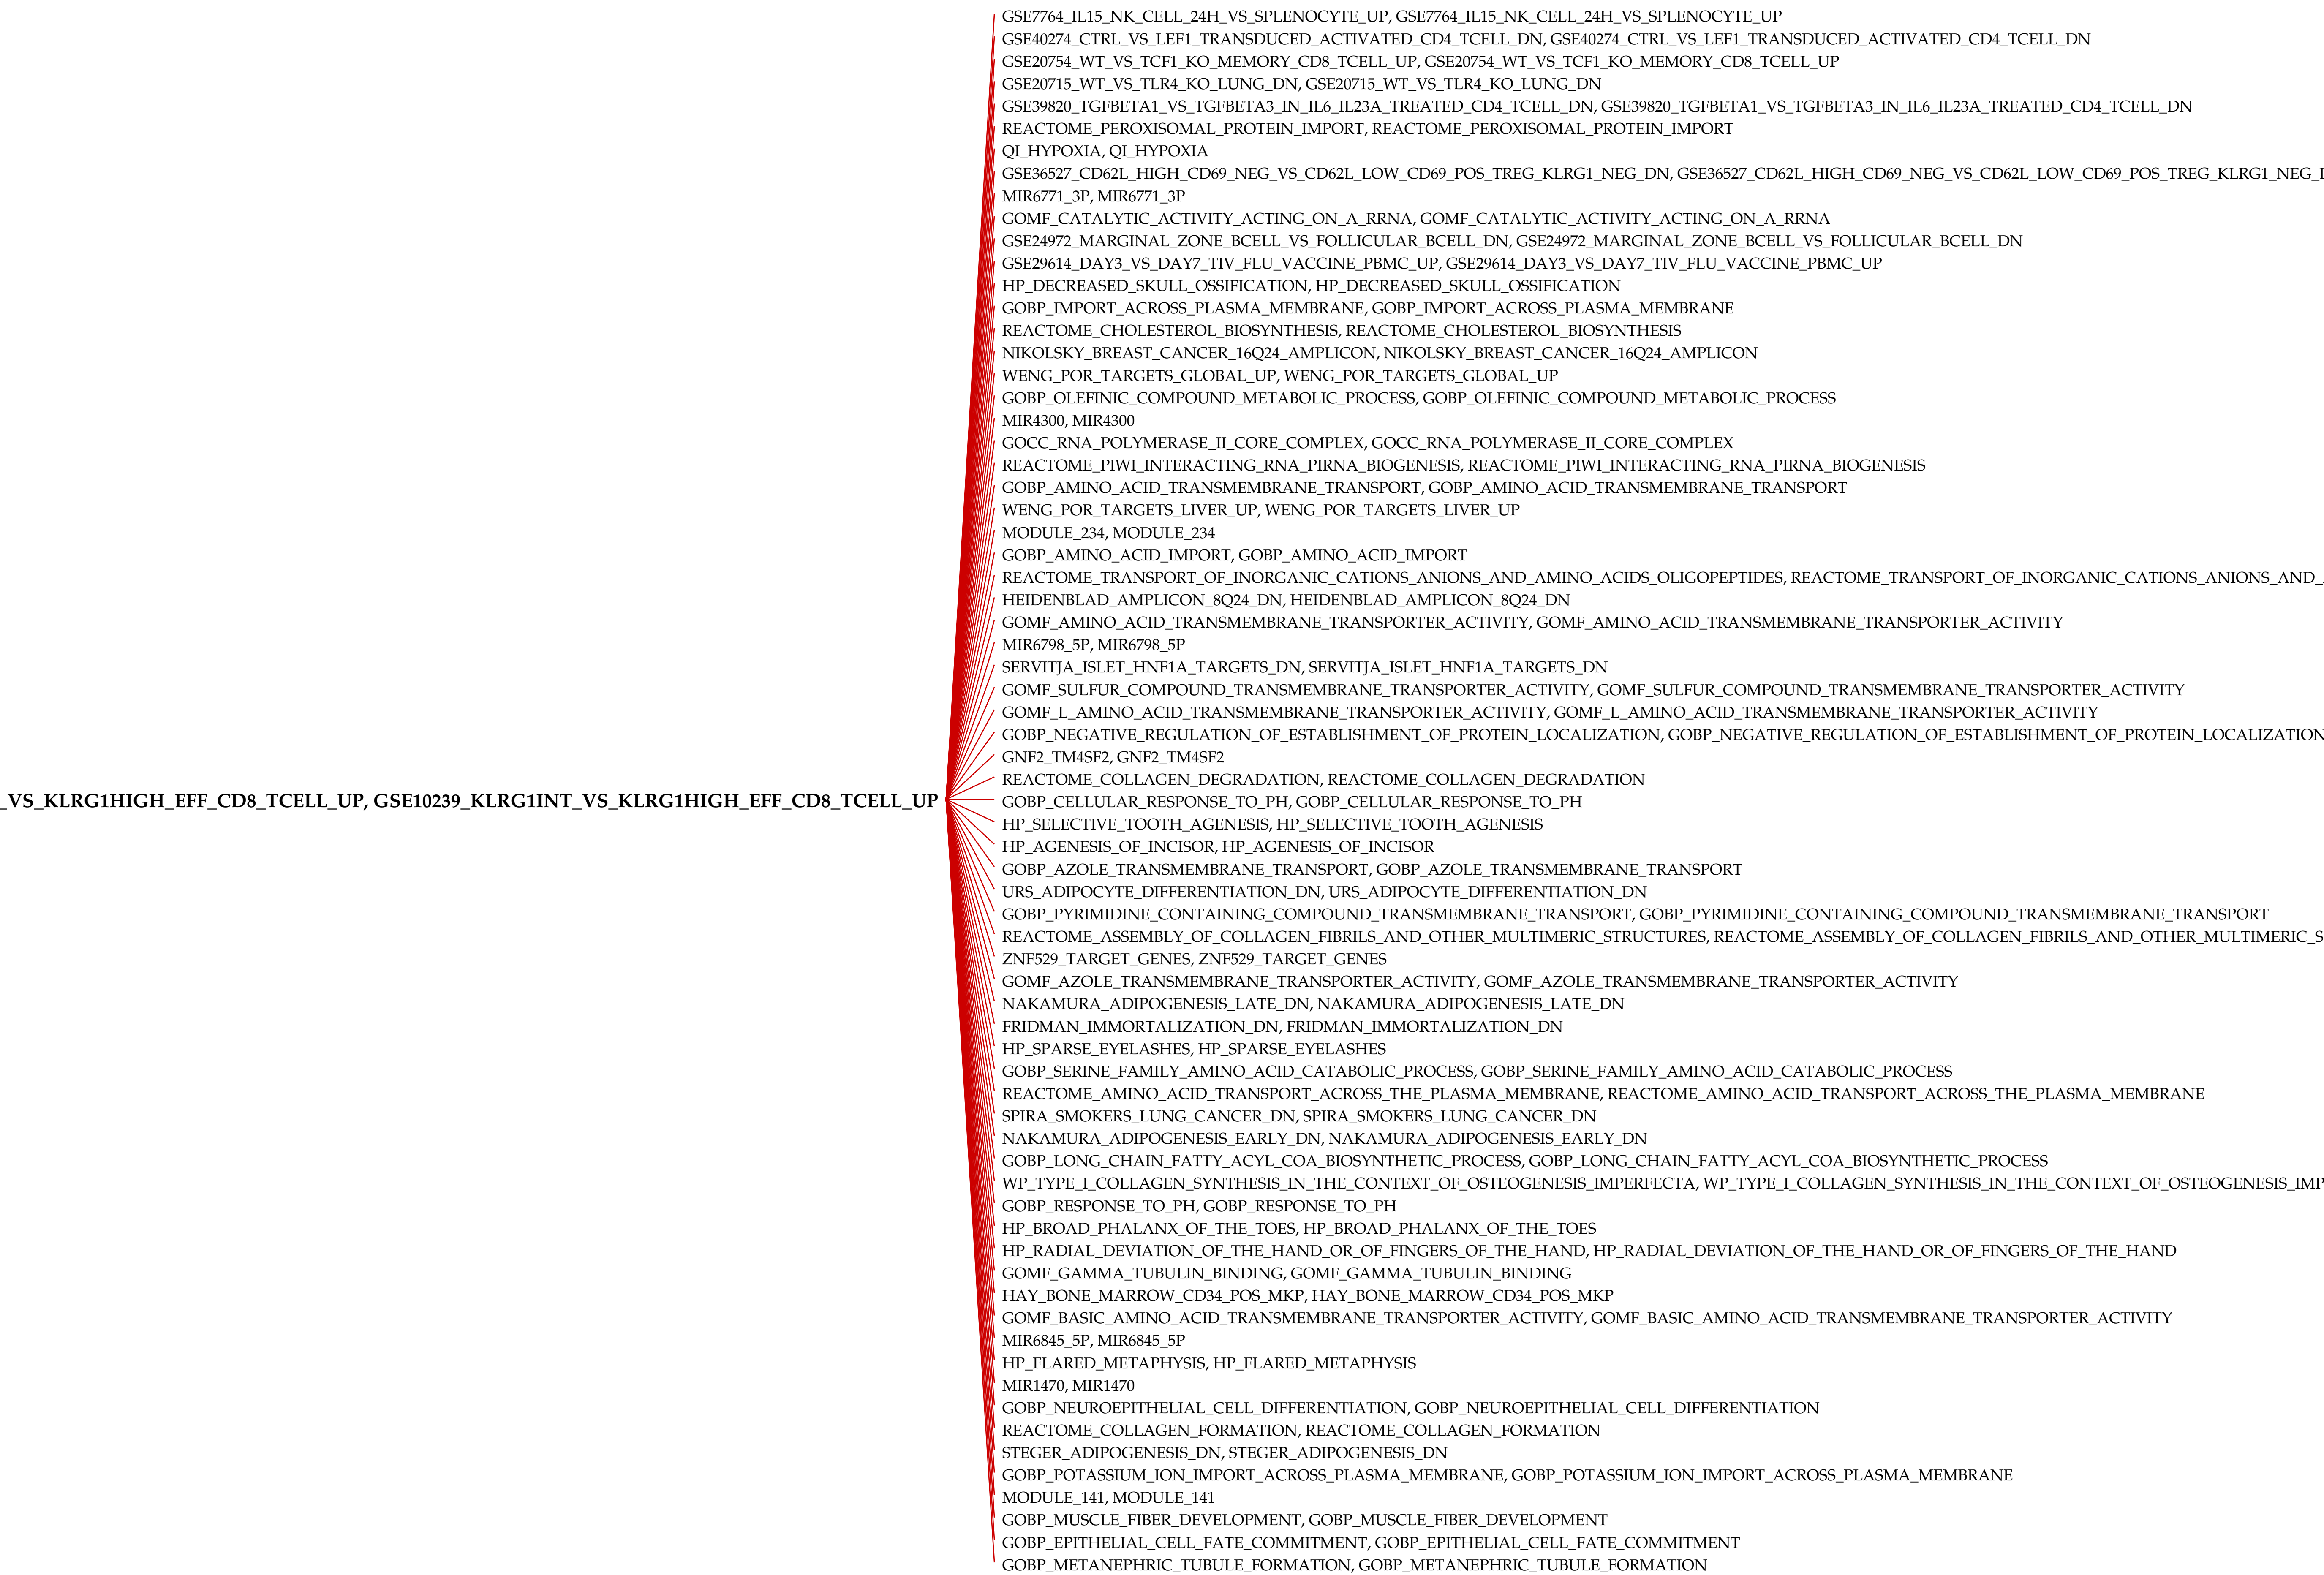 GSE7764_IL15_NK_CELL_24H_VS_SPLENOCYTE_UP, GSE7764_IL15_NK_CELL_24H_VS_SPLENOCYTE_UP
GSE40274_CTRL_VS_LEF1_TRANSDUCED_ACTIVATED_CD4_TCELL_DN, GSE40274_CTRL_VS_LEF1_TRANSDUCED_ACTIVATED_CD4_TCELL_DN
GSE20754_WT_VS_TCF1_KO_MEMORY_CD8_TCELL_UP, GSE20754_WT_VS_TCF1_KO_MEMORY_CD8_TCELL_UP
GSE20715_WT_VS_TLR4_KO_LUNG_DN, GSE20715_WT_VS_TLR4_KO_LUNG_DN
GSE39820_TGFBETA1_VS_TGFBETA3_IN_IL6_IL23A_TREATED_CD4_TCELL_DN, GSE39820_TGFBETA1_VS_TGFBETA3_IN_IL6_IL23A_TREATED_CD4_TCELL_DN
REACTOME_PEROXISOMAL_PROTEIN_IMPORT, REACTOME_PEROXISOMAL_PROTEIN_IMPORT
QI_HYPOXIA, QI_HYPOXIA
GSE36527_CD62L_HIGH_CD69_NEG_VS_CD62L_LOW_CD69_POS_TREG_KLRG1_NEG_DN, GSE36527_CD62L_HIGH_CD69_NEG_VS_CD62L_LOW_CD69_POS_TREG_KLRG1_NEG_
MIR6771_3P, MIR6771_3P
GOMF_CATALYTIC_ACTIVITY_ACTING_ON_A_RRNA, GOMF_CATALYTIC_ACTIVITY_ACTING_ON_A_RRNA
GSE24972_MARGINAL_ZONE_BCELL_VS_FOLLICULAR_BCELL_DN, GSE24972_MARGINAL_ZONE_BCELL_VS_FOLLICULAR_BCELL_DN
GSE29614_DAY3_VS_DAY7_TIV_FLU_VACCINE_PBMC_UP, GSE29614_DAY3_VS_DAY7_TIV_FLU_VACCINE_PBMC_UP
HP_DECREASED_SKULL_OSSIFICATION, HP_DECREASED_SKULL_OSSIFICATION
GOBP_IMPORT_ACROSS_PLASMA_MEMBRANE, GOBP_IMPORT_ACROSS_PLASMA_MEMBRANE
REACTOME_CHOLESTEROL_BIOSYNTHESIS, REACTOME_CHOLESTEROL_BIOSYNTHESIS
NIKOLSKY_BREAST_CANCER_16Q24_AMPLICON, NIKOLSKY_BREAST_CANCER_16Q24_AMPLICON
WENG_POR_TARGETS_GLOBAL_UP, WENG_POR_TARGETS_GLOBAL_UP
GOBP_OLEFINIC_COMPOUND_METABOLIC_PROCESS, GOBP_OLEFINIC_COMPOUND_METABOLIC_PROCESS
MIR4300, MIR4300
GOCC_RNA_POLYMERASE_II_CORE_COMPLEX, GOCC_RNA_POLYMERASE_II_CORE_COMPLEX
REACTOME_PIWI_INTERACTING_RNA_PIRNA_BIOGENESIS, REACTOME_PIWI_INTERACTING_RNA_PIRNA_BIOGENESIS
GOBP_AMINO_ACID_TRANSMEMBRANE_TRANSPORT, GOBP_AMINO_ACID_TRANSMEMBRANE_TRANSPORT
WENG_POR_TARGETS_LIVER_UP, WENG_POR_TARGETS_LIVER_UP
MODULE_234, MODULE_234
GOBP_AMINO_ACID_IMPORT, GOBP_AMINO_ACID_IMPORT
REACTOME_TRANSPORT_OF_INORGANIC_CATIONS_ANIONS_AND_AMINO_ACIDS_OLIGOPEPTIDES, REACTOME_TRANSPORT_OF_INORGANIC_CATIONS_ANIONS_AND_
HEIDENBLAD_AMPLICON_8Q24_DN, HEIDENBLAD_AMPLICON_8Q24_DN
GOMF_AMINO_ACID_TRANSMEMBRANE_TRANSPORTER_ACTIVITY, GOMF_AMINO_ACID_TRANSMEMBRANE_TRANSPORTER_ACTIVITY
MIR6798_5P, MIR6798_5P
SERVITJA_ISLET_HNF1A_TARGETS_DN, SERVITJA_ISLET_HNF1A_TARGETS_DN
GOMF_SULFUR_COMPOUND_TRANSMEMBRANE_TRANSPORTER_ACTIVITY, GOMF_SULFUR_COMPOUND_TRANSMEMBRANE_TRANSPORTER_ACTIVITY
GOMF_L_AMINO_ACID_TRANSMEMBRANE_TRANSPORTER_ACTIVITY, GOMF_L_AMINO_ACID_TRANSMEMBRANE_TRANSPORTER_ACTIVITY
GOBP_NEGATIVE_REGULATION_OF_ESTABLISHMENT_OF_PROTEIN_LOCALIZATION, GOBP_NEGATIVE_REGULATION_OF_ESTABLISHMENT_OF_PROTEIN_LOCALIZATION
GNF2_TM4SF2, GNF2_TM4SF2
REACTOME_COLLAGEN_DEGRADATION, REACTOME_COLLAGEN_DEGRADATION
_VS_KLRG1HIGH_EFF_CD8_TCELL_UP, GSE10239_KLRG1INT_VS_KLRG1HIGH_EFF_CD8_TCELL_UP
GOBP_CELLULAR_RESPONSE_TO_PH, GOBP_CELLULAR_RESPONSE_TO_PH
HP_SELECTIVE_TOOTH_AGENESIS, HP_SELECTIVE_TOOTH_AGENESIS
HP_AGENESIS_OF_INCISOR, HP_AGENESIS_OF_INCISOR
GOBP_AZOLE_TRANSMEMBRANE_TRANSPORT, GOBP_AZOLE_TRANSMEMBRANE_TRANSPORT
URS_ADIPOCYTE_DIFFERENTIATION_DN, URS_ADIPOCYTE_DIFFERENTIATION_DN
GOBP_PYRIMIDINE_CONTAINING_COMPOUND_TRANSMEMBRANE_TRANSPORT, GOBP_PYRIMIDINE_CONTAINING_COMPOUND_TRANSMEMBRANE_TRANSPORT
REACTOME_ASSEMBLY_OF_COLLAGEN_FIBRILS_AND_OTHER_MULTIMERIC_STRUCTURES, REACTOME_ASSEMBLY_OF_COLLAGEN_FIBRILS_AND_OTHER_MULTIMERIC_S
ZNF529_TARGET_GENES, ZNF529_TARGET_GENES
GOMF_AZOLE_TRANSMEMBRANE_TRANSPORTER_ACTIVITY, GOMF_AZOLE_TRANSMEMBRANE_TRANSPORTER_ACTIVITY
NAKAMURA_ADIPOGENESIS_LATE_DN, NAKAMURA_ADIPOGENESIS_LATE_DN
FRIDMAN_IMMORTALIZATION_DN, FRIDMAN_IMMORTALIZATION_DN
HP_SPARSE_EYELASHES, HP_SPARSE_EYELASHES
GOBP_SERINE_FAMILY_AMINO_ACID_CATABOLIC_PROCESS, GOBP_SERINE_FAMILY_AMINO_ACID_CATABOLIC_PROCESS
REACTOME_AMINO_ACID_TRANSPORT_ACROSS_THE_PLASMA_MEMBRANE, REACTOME_AMINO_ACID_TRANSPORT_ACROSS_THE_PLASMA_MEMBRANE
SPIRA_SMOKERS_LUNG_CANCER_DN, SPIRA_SMOKERS_LUNG_CANCER_DN
NAKAMURA_ADIPOGENESIS_EARLY_DN, NAKAMURA_ADIPOGENESIS_EARLY_DN
GOBP_LONG_CHAIN_FATTY_ACYL_COA_BIOSYNTHETIC_PROCESS, GOBP_LONG_CHAIN_FATTY_ACYL_COA_BIOSYNTHETIC_PROCESS
WP_TYPE_I_COLLAGEN_SYNTHESIS_IN_THE_CONTEXT_OF_OSTEOGENESIS_IMPERFECTA, WP_TYPE_I_COLLAGEN_SYNTHESIS_IN_THE_CONTEXT_OF_OSTEOGENESIS_IMP
GOBP_RESPONSE_TO_PH, GOBP_RESPONSE_TO_PH
HP_BROAD_PHALANX_OF_THE_TOES, HP_BROAD_PHALANX_OF_THE_TOES
HP_RADIAL_DEVIATION_OF_THE_HAND_OR_OF_FINGERS_OF_THE_HAND, HP_RADIAL_DEVIATION_OF_THE_HAND_OR_OF_FINGERS_OF_THE_HAND
GOMF_GAMMA_TUBULIN_BINDING, GOMF_GAMMA_TUBULIN_BINDING
HAY_BONE_MARROW_CD34_POS_MKP, HAY_BONE_MARROW_CD34_POS_MKP
GOMF_BASIC_AMINO_ACID_TRANSMEMBRANE_TRANSPORTER_ACTIVITY, GOMF_BASIC_AMINO_ACID_TRANSMEMBRANE_TRANSPORTER_ACTIVITY
MIR6845_5P, MIR6845_5P
HP_FLARED_METAPHYSIS, HP_FLARED_METAPHYSIS
MIR1470, MIR1470
GOBP_NEUROEPITHELIAL_CELL_DIFFERENTIATION, GOBP_NEUROEPITHELIAL_CELL_DIFFERENTIATION
REACTOME_COLLAGEN_FORMATION, REACTOME_COLLAGEN_FORMATION
STEGER_ADIPOGENESIS_DN, STEGER_ADIPOGENESIS_DN
GOBP_POTASSIUM_ION_IMPORT_ACROSS_PLASMA_MEMBRANE, GOBP_POTASSIUM_ION_IMPORT_ACROSS_PLASMA_MEMBRANE
MODULE_141, MODULE_141
GOBP_MUSCLE_FIBER_DEVELOPMENT, GOBP_MUSCLE_FIBER_DEVELOPMENT
GOBP_EPITHELIAL_CELL_FATE_COMMITMENT, GOBP_EPITHELIAL_CELL_FATE_COMMITMENT
GOBP_METANEPHRIC_TUBULE_FORMATION, GOBP_METANEPHRIC_TUBULE_FORMATION